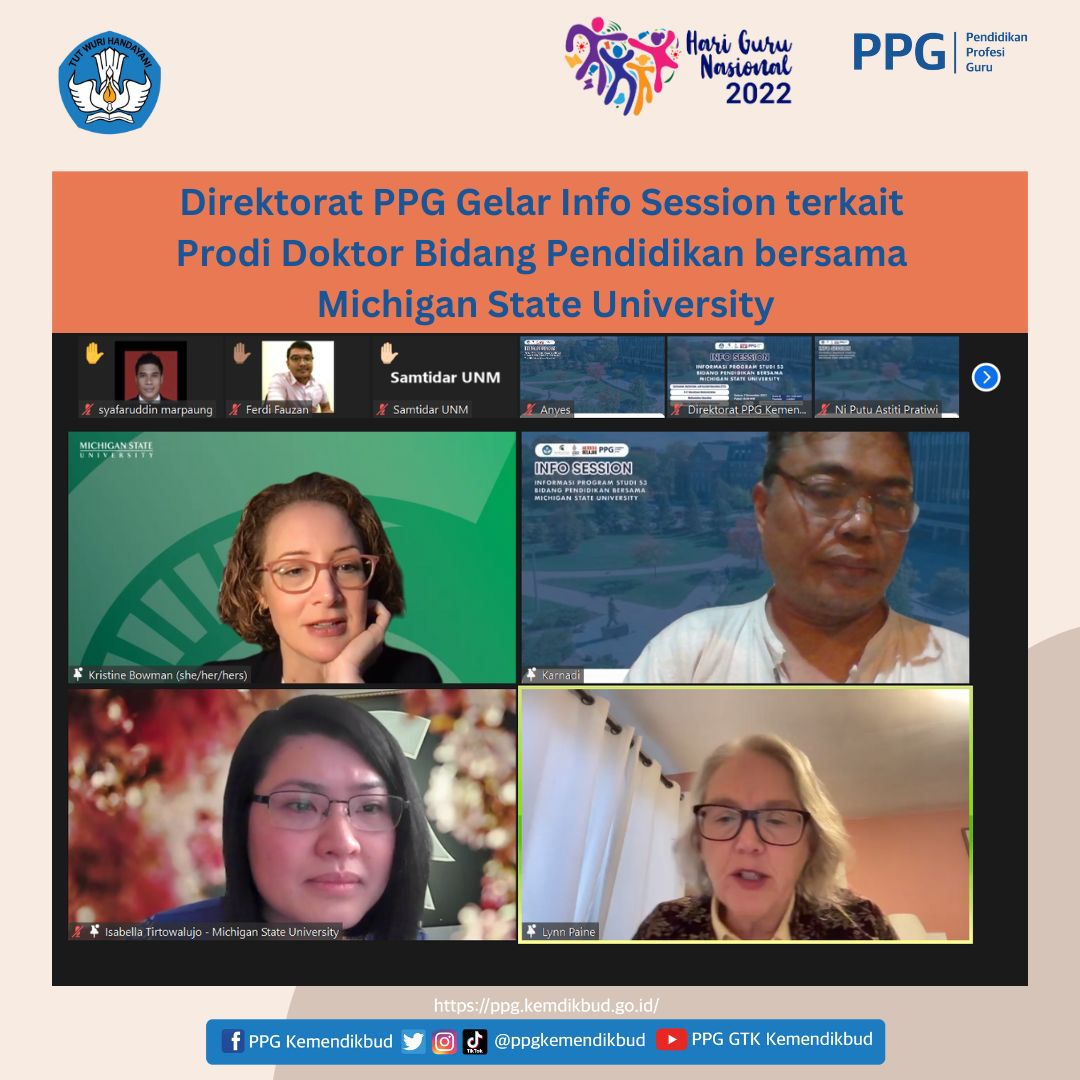 TUT WURI HANDAYANI
Hari Guru
Nasional
2022
PPG
Pendidikan
Profesi
Guru
Direktorat PPG Gelar Info Session terkait
Prodi Doktor Bidang Pendidikan bersama
Michigan State University
syafaruddin marpaung
Ferdi Fauzan
Samtidar UNM
Samtidar UNM
Anyes
INFO SESSION
INFORMASI PROGRAM STUDI S3
BIDANG PENDIDIKAN BERSAMA
MICHIGAN STATE UNIVERSITY
Direktorat PPG Kemen...
Ni Putu Astiti Pratiwi
MICHIGAN STATE
UNIVERSITY
Kristine Bowman (she/her/hers)
PPG
INFO SESSION
INFORMASI PROGRAM STUDI S3
BIDANG PENDIDIKAN BERSAMA
MICHIGAN STATE UNIVERSITY
Karnadi
Isabella Tirtowalujo - Michigan State University
Lynn Paine
https://ppg.kemdikbud.go.id/
PPG Kemendikbud
TikTok
@ppgkemendikbud
PPG GTK Kemendikbud